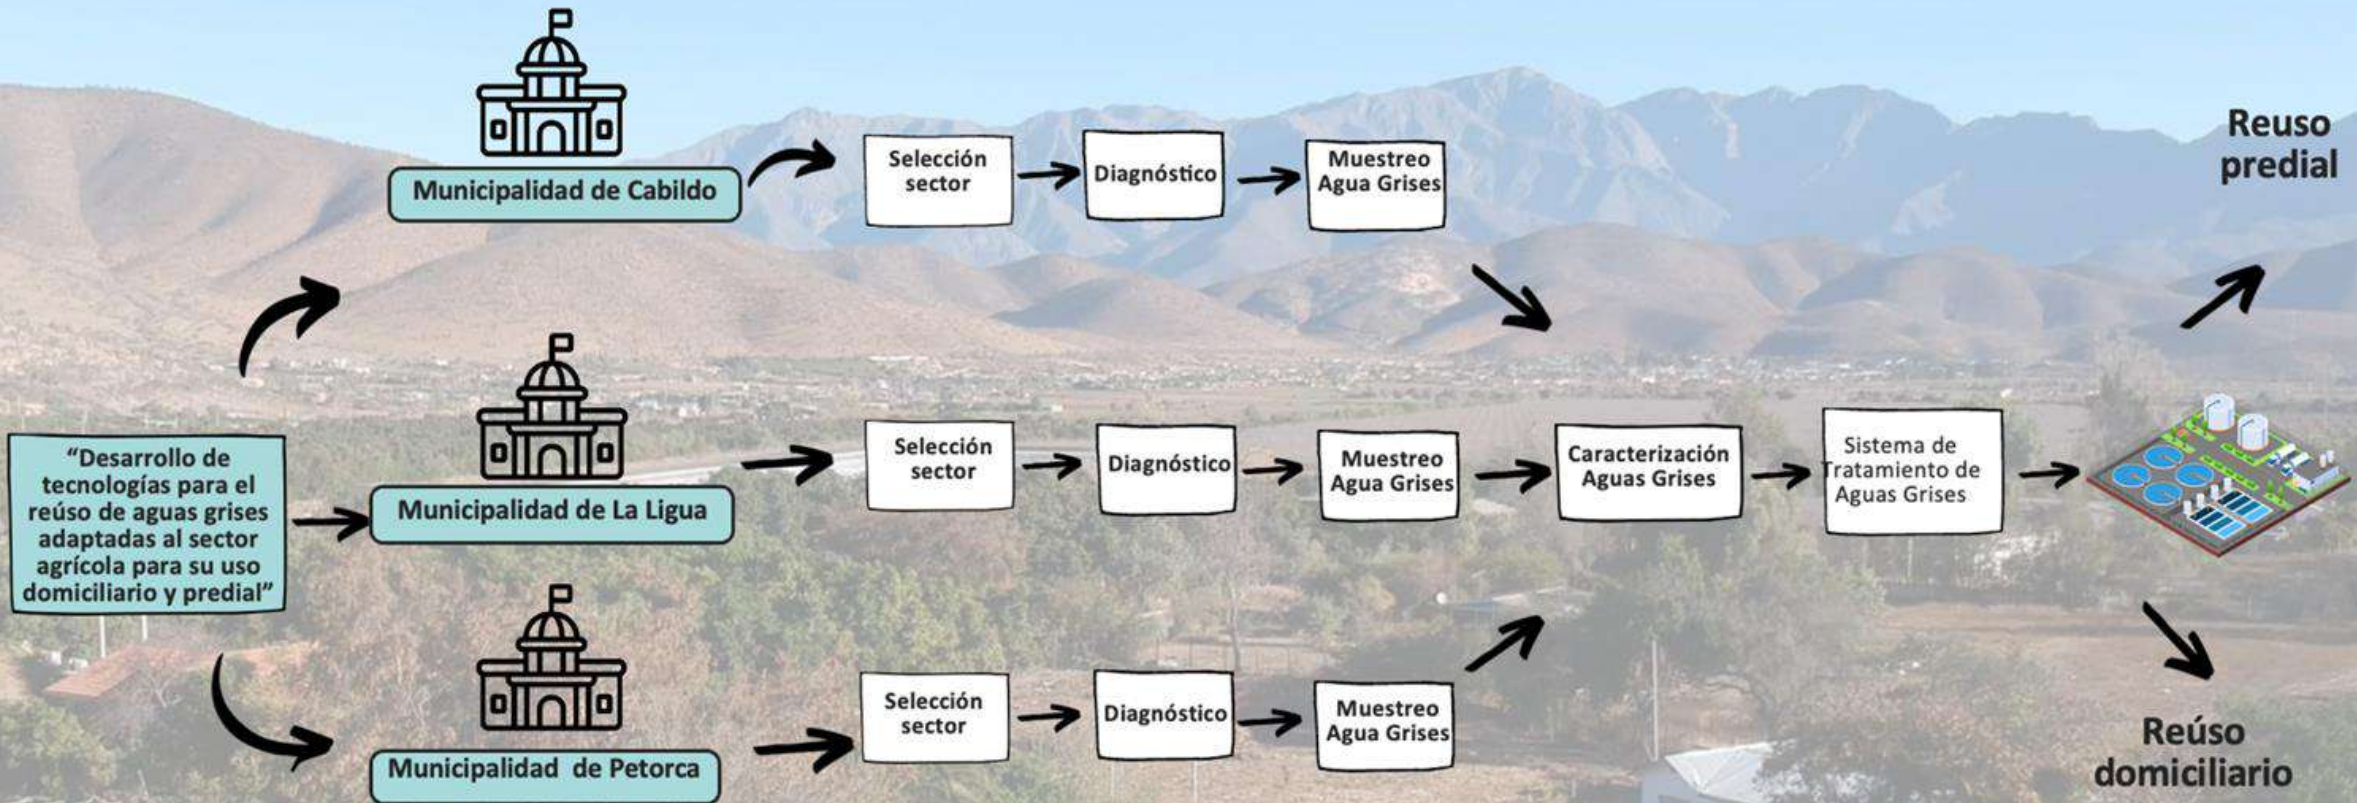 Municipalidad de Cabildo
Selección
sector
Diagnóstico
Muestreo
Agua Grises
Reuso
predial
“Desarrollo de
tecnologías para el
reúso de aguas grises
adaptadas al sector
agrícola para su uso
domiciliario y predial”
Municipalidad de La Ligua
Selección
sector
Diagnóstico
Muestreo
Agua Grises
Caracterización
Aguas Grises
Sistema de
Tratamiento de
Aguas Grises
Municipalidad de Petorca
Selección
sector
Diagnóstico
Muestreo
Agua Grises
Reúso
domiciliario